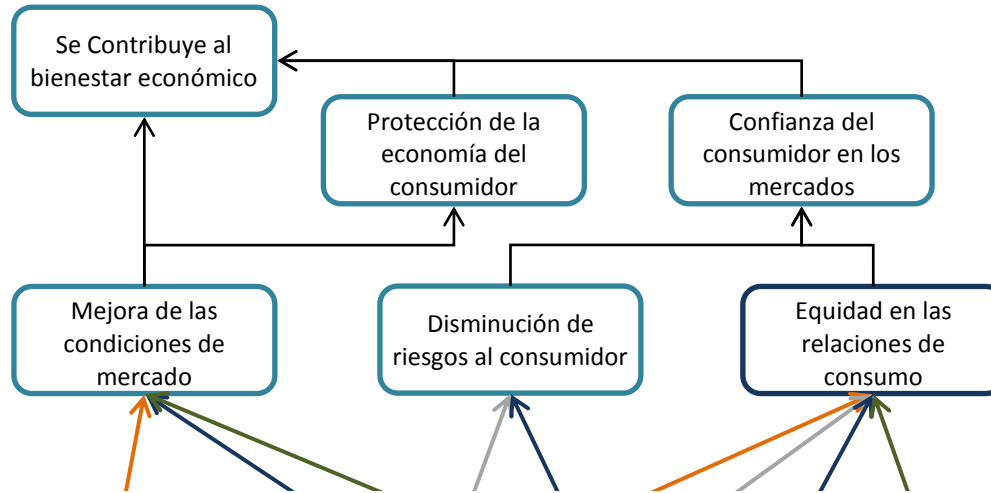 Se Contribuye al
bienestar económico
Protección de la
economía del
consumidor
Confianza del
consumidor en los
mercados
Mejora de las
condiciones de
mercado
Disminución de
riesgos al consumidor
Equidad en las
relaciones de
consumo